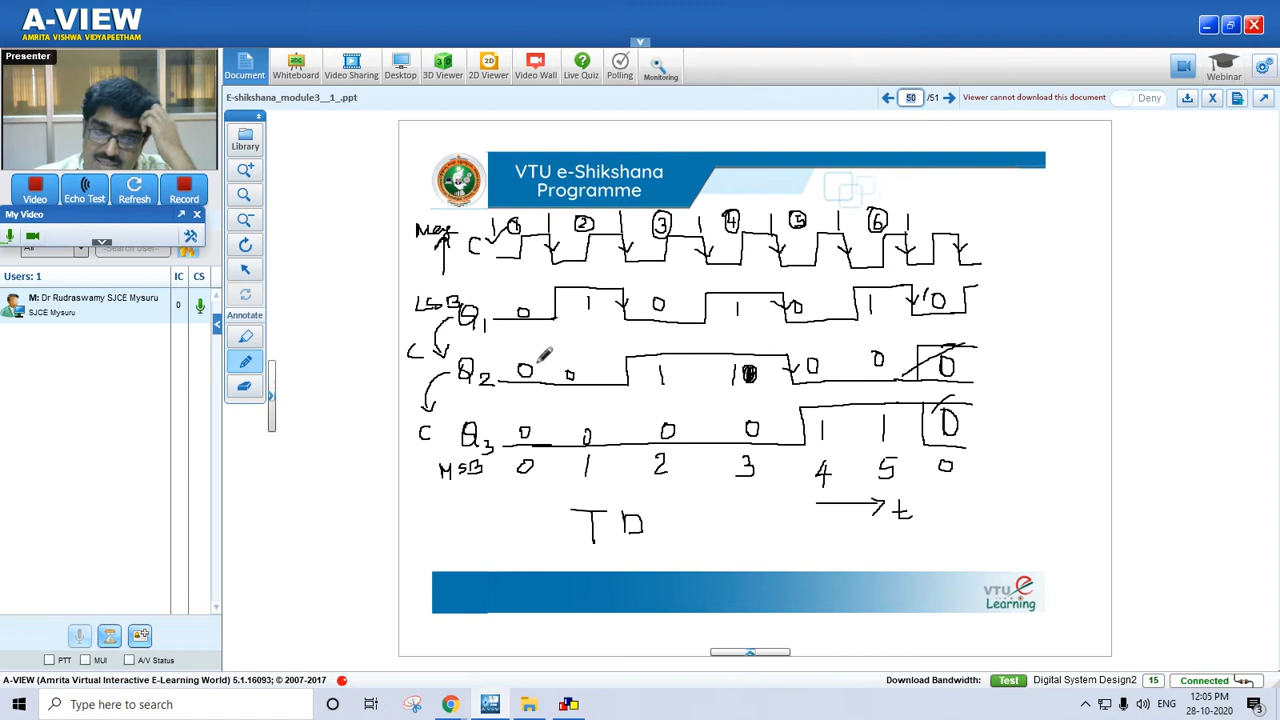 A-VIEW
AMRITA VISHWA VIDYAPEETHAM
Presenter
Document
Whiteboard
Video Sharing
Desktop
3D Viewer
2D Viewer
Video Wall
Live Quiz
Polling
Monitoring
Webinar
E-shikshana_module3__1_.ppt
50 /51
Viewer cannot download this document
Deny
Library
Annotate
Video
Echo Test
Refresh
Record
My Video
All
Users: 1
IC
CS
M: Dr Rudraswamy SJCE Mysuru
SJCE Mysuru
0
VTU e-Shikshana
Programme
1 2 3 4 5 6
C
LSB Q1 0 1 0 1 0 1 0
C Q2 0 0 1 1 0 0 0
C Q3 0 0 0 0 1 1 0
MSB 0 1 2 3 4 5 0
t
T D
VTU e
Learning
PTT
MUI
A/V Status
A-VIEW (Amrita Virtual Interactive E-Learning World) 5.1.16093; © 2007-2017
Download Bandwidth:
Test
Digital System Design2
15
Connected
Type here to search
ENG
12:05 PM
28-10-2020
3